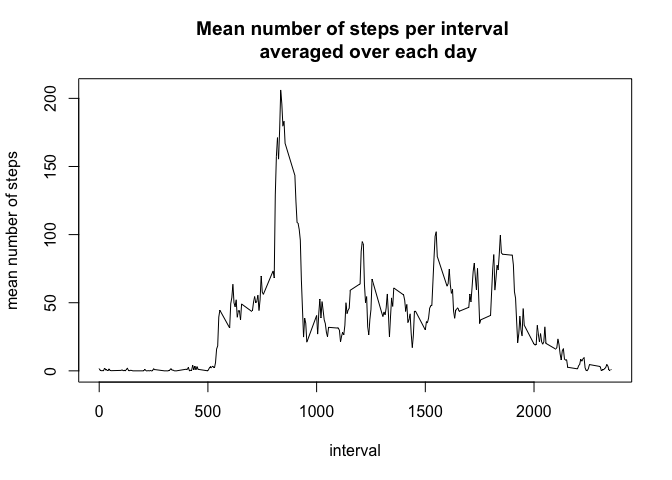 Mean number of steps per interval
averaged over each day
mean number of steps
200
150
100
50
0
0 500 1000 1500 2000
interval